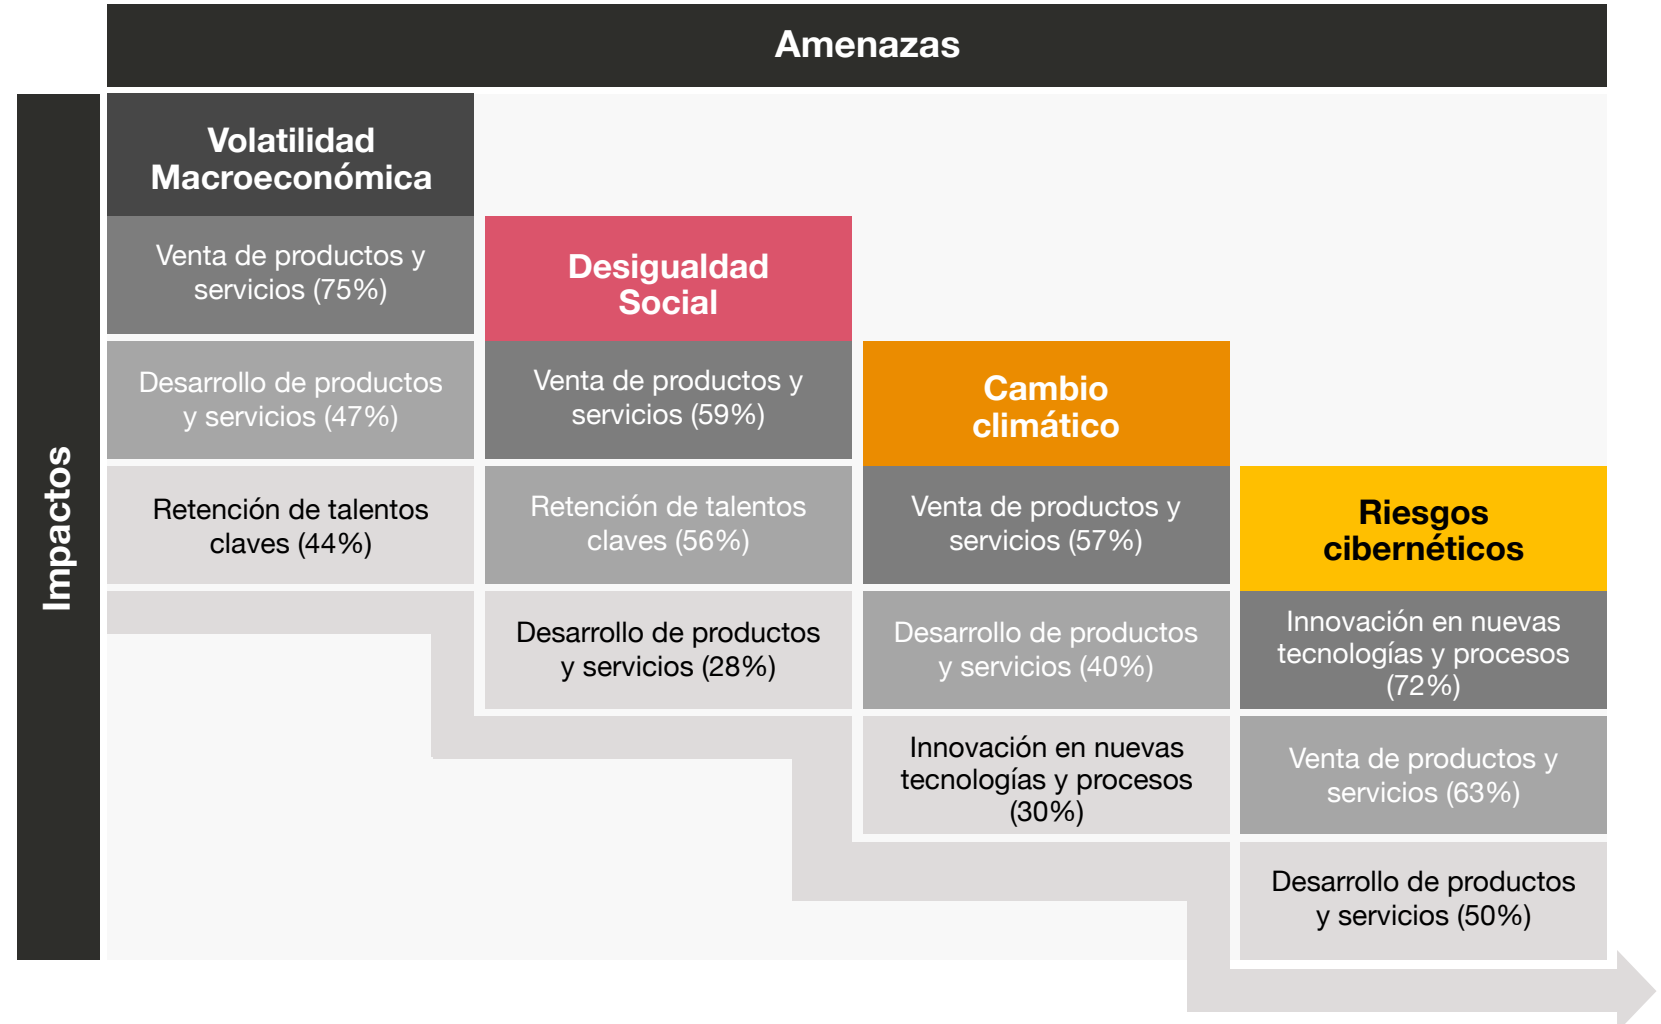 Amenazas
Impactos
Volatilidad
Macroeconómica
Venta de productos y
servicios (75%)
Desarrollo de productos
y servicios (47%)
Retención de talentos
claves (44%)
Desigualdad
Social
Venta de productos y
servicios (59%)
Retención de talentos
claves (56%)
Desarrollo de productos
y servicios (28%)
Cambio
climático
Venta de productos y
servicios (57%)
Desarrollo de productos
y servicios (40%)
Innovación en nuevas
tecnologías y procesos
(30%)
Riesgos
cibernéticos
Innovación en nuevas
tecnologías y procesos
(72%)
Venta de productos y
servicios (63%)
Desarrollo de productos
y servicios (50%)